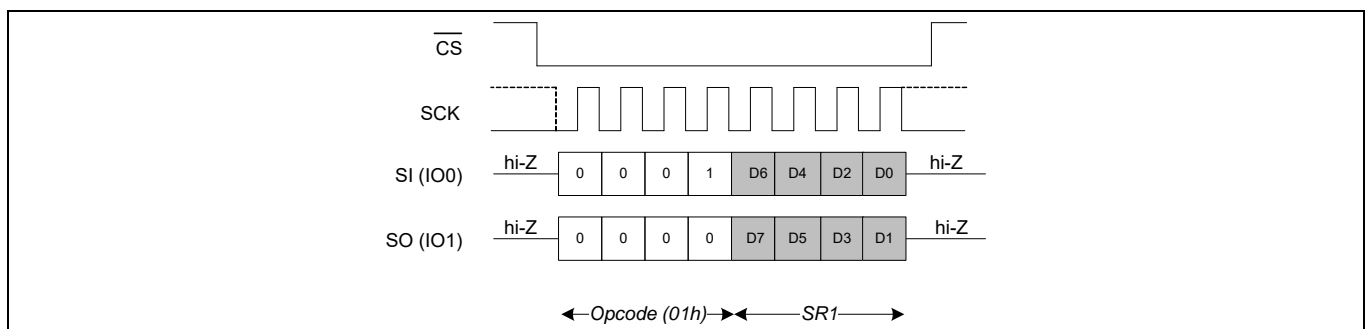 CS
SCK
SI (IO0) hi-Z 0 0 0 1 D6 D4 D2 D0 hi-Z
SO (IO1) hi-Z 0 0 0 0 D7 D5 D3 D1 hi-Z
Opcode (01h) SR1